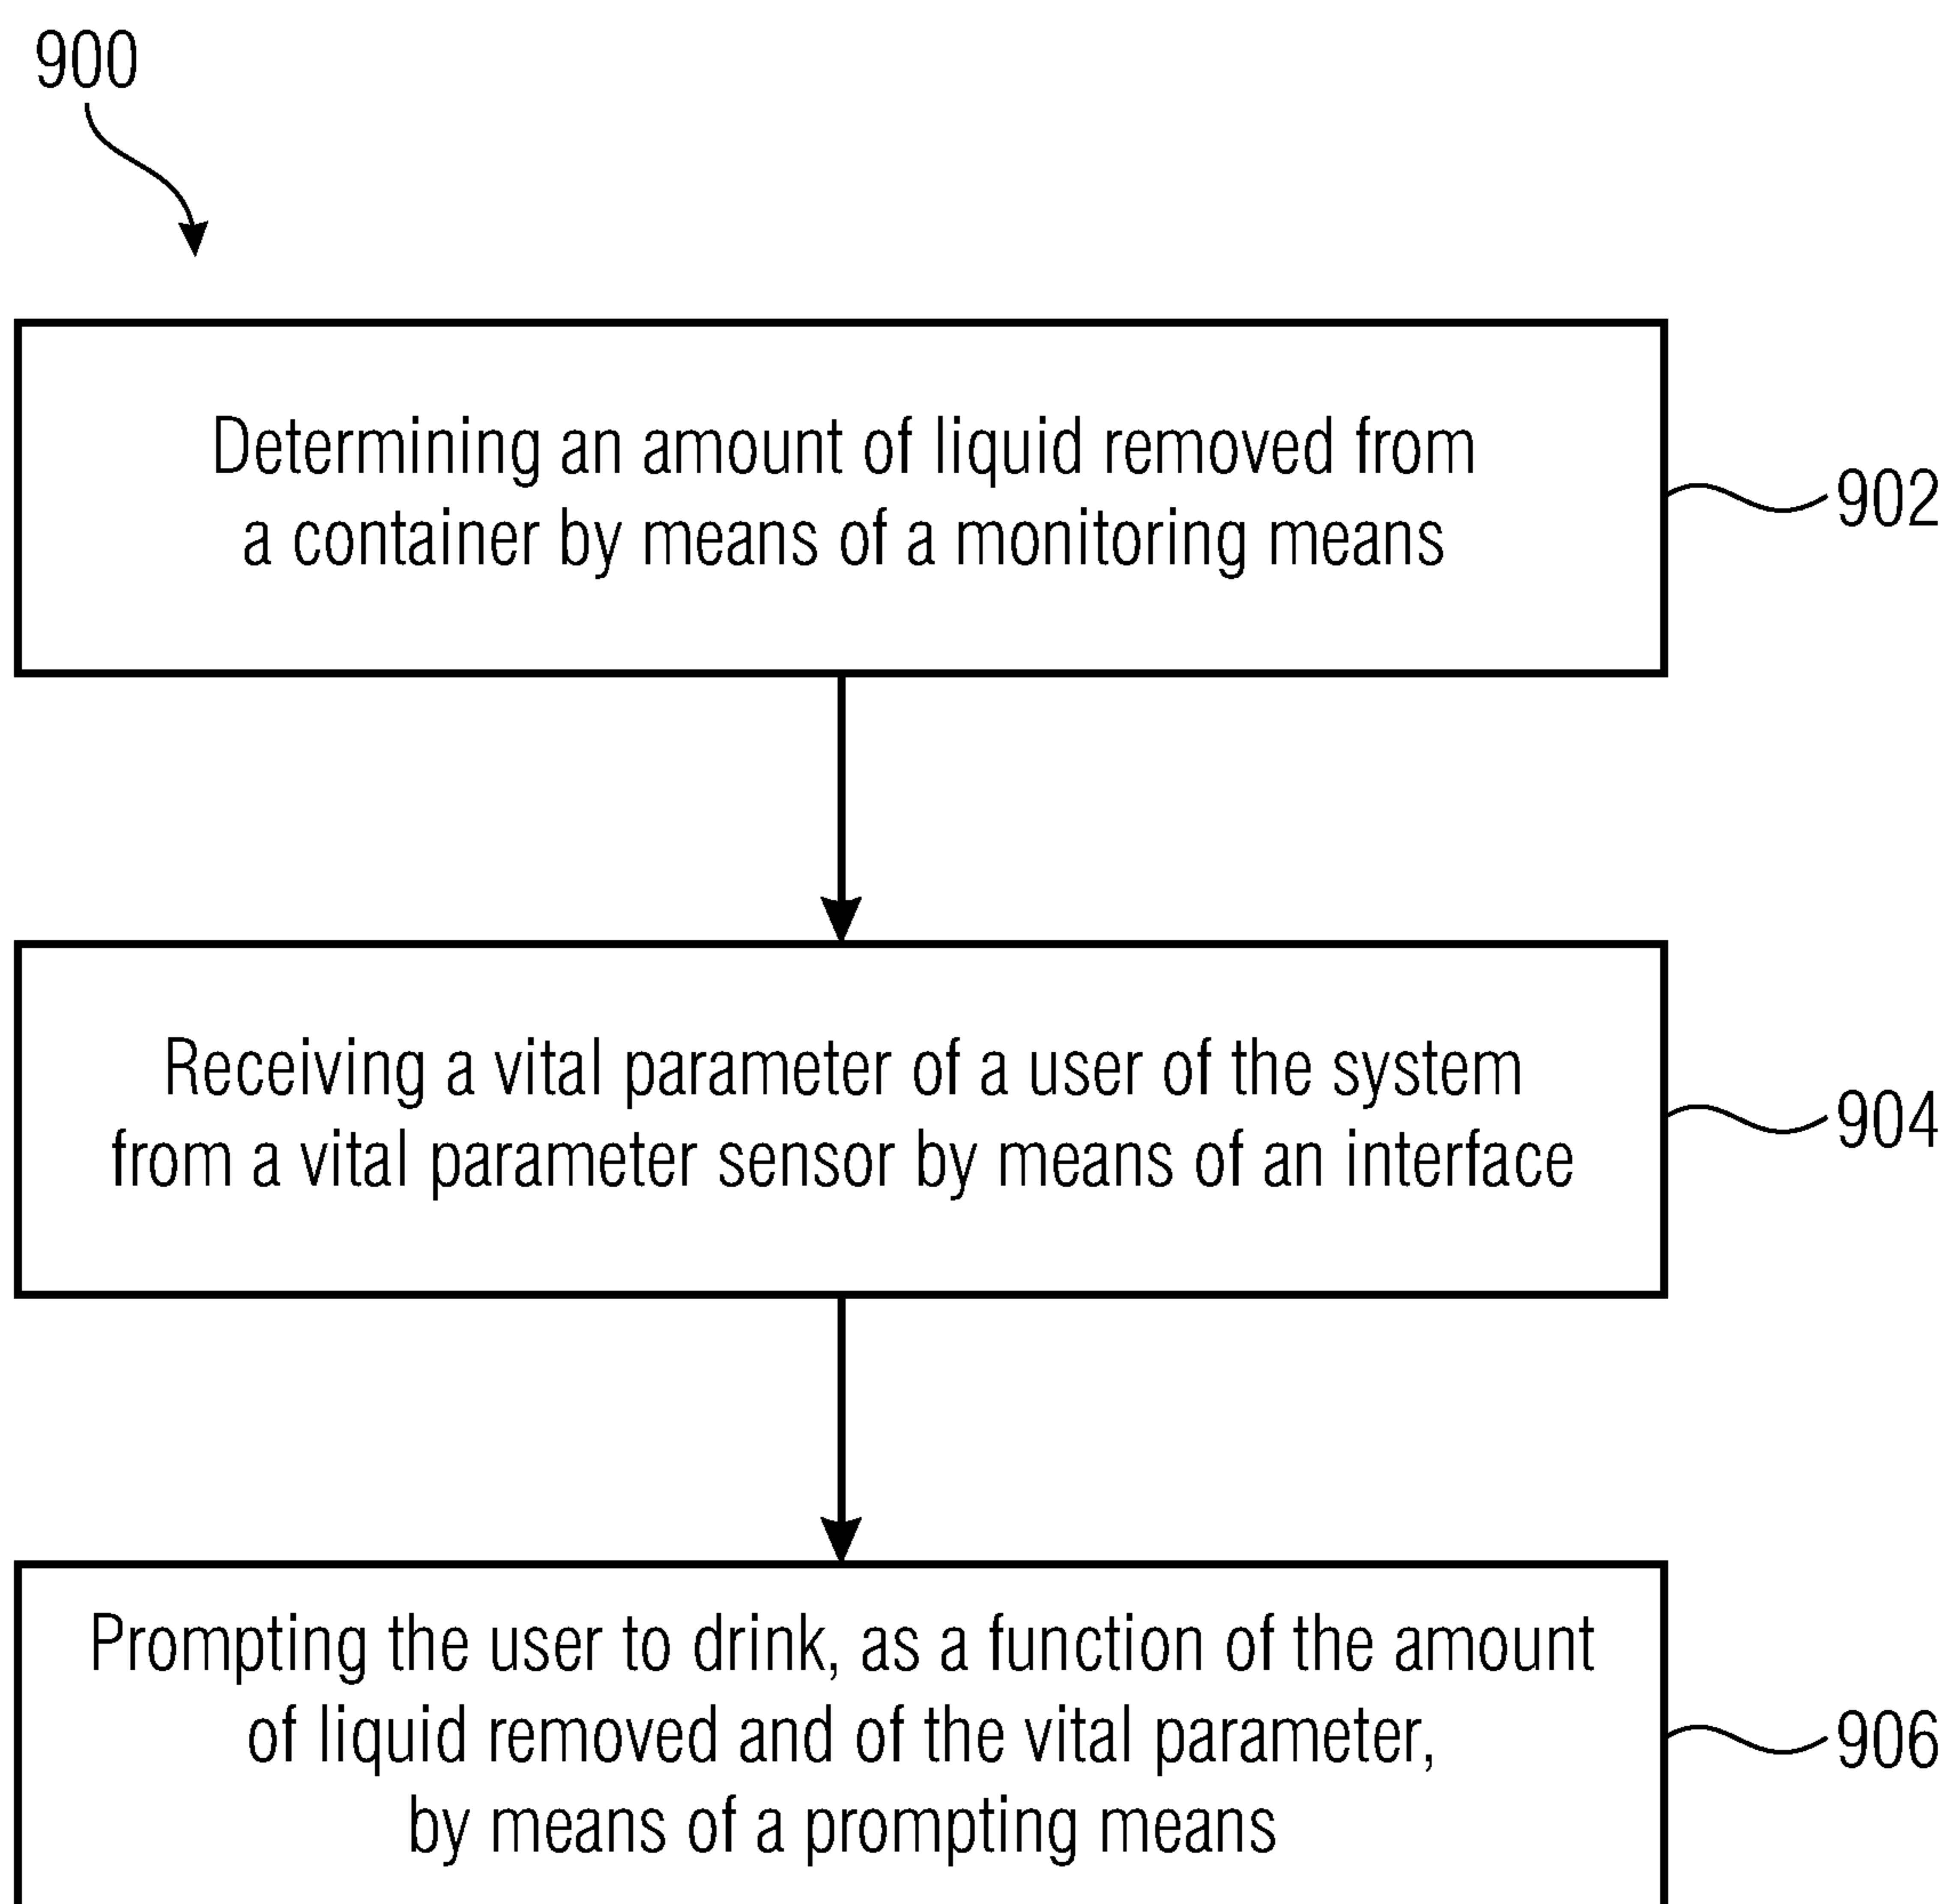 900
Determining an amount of liquid removed from
a container by means of a monitoring means
902
Receiving a vital parameter of a user of the system
from a vital parameter sensor by means of an interface
904
Prompting the user to drink, as a function of the amount
of liquid removed and of the vital parameter,
by means of a prompting means
906